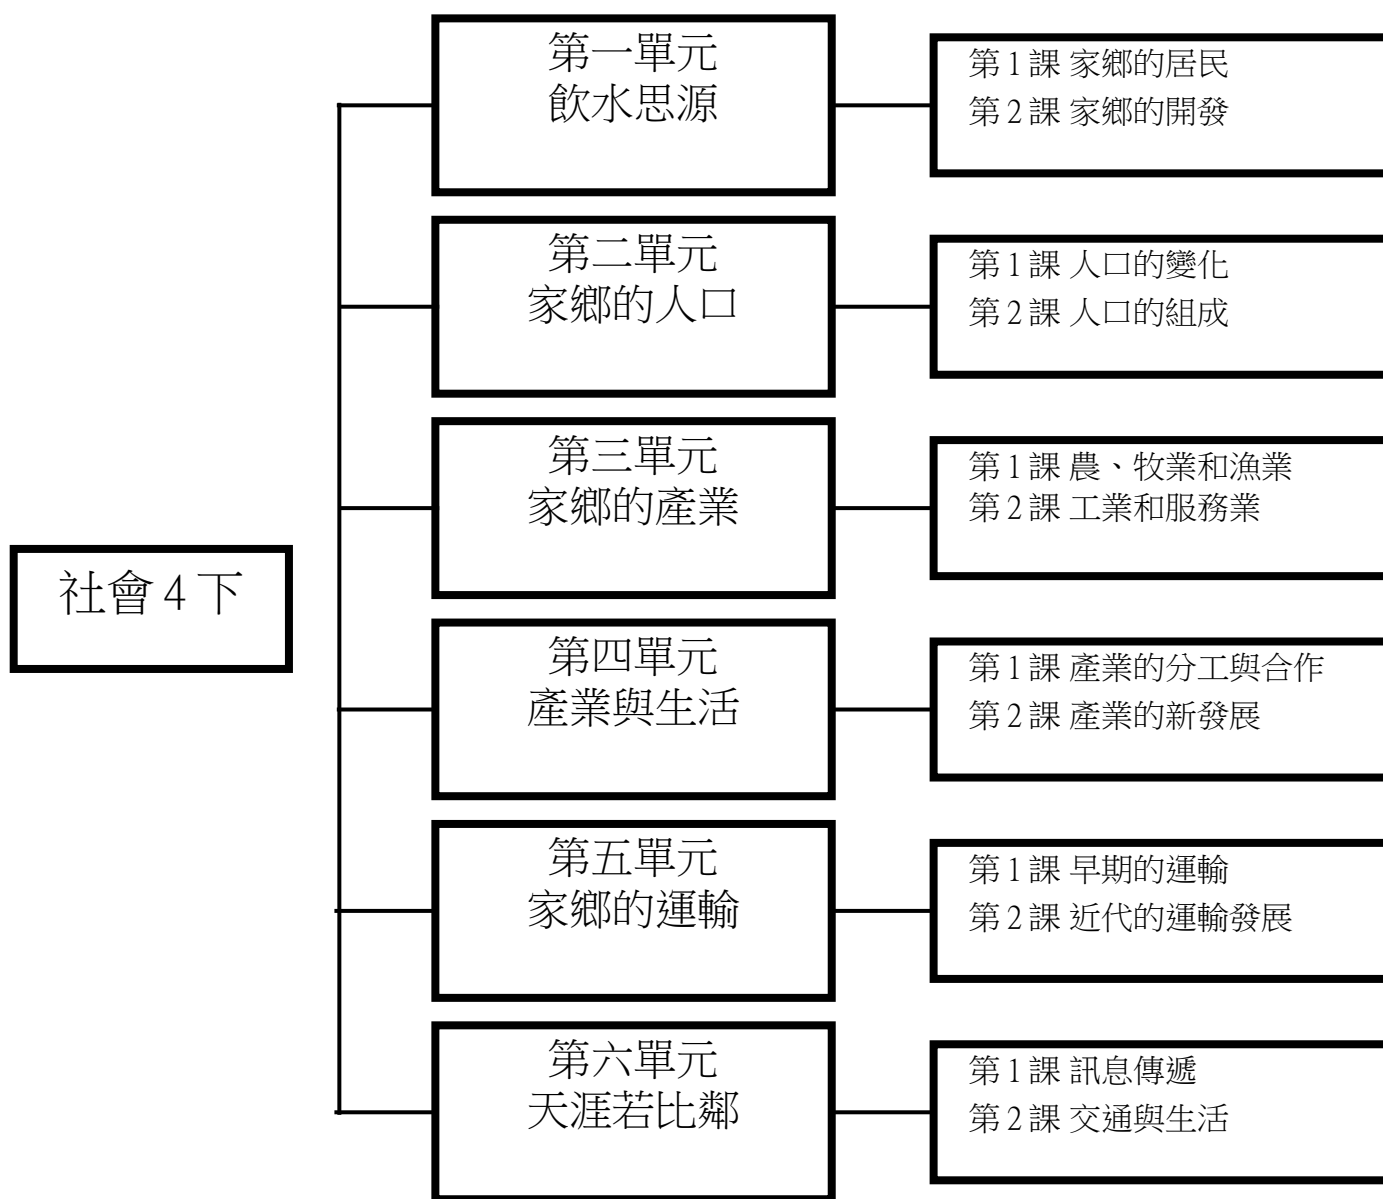 社會4下
第一單元
飲水思源
第1課 家鄉的居民
第2課 家鄉的開發
第二單元
家鄉的人口
第1課 人口的變化
第2課 人口的組成
第三單元
家鄉的產業
第1課 農、牧業和漁業
第2課 工業和服務業
第四單元
產業與生活
第1課 產業的分工與合作
第2課 產業的新發展
第五單元
家鄉的運輸
第1課 早期的運輸
第2課 近代的運輸發展
第六單元
天涯若比鄰
第1課 訊息傳遞
第2課 交通與生活